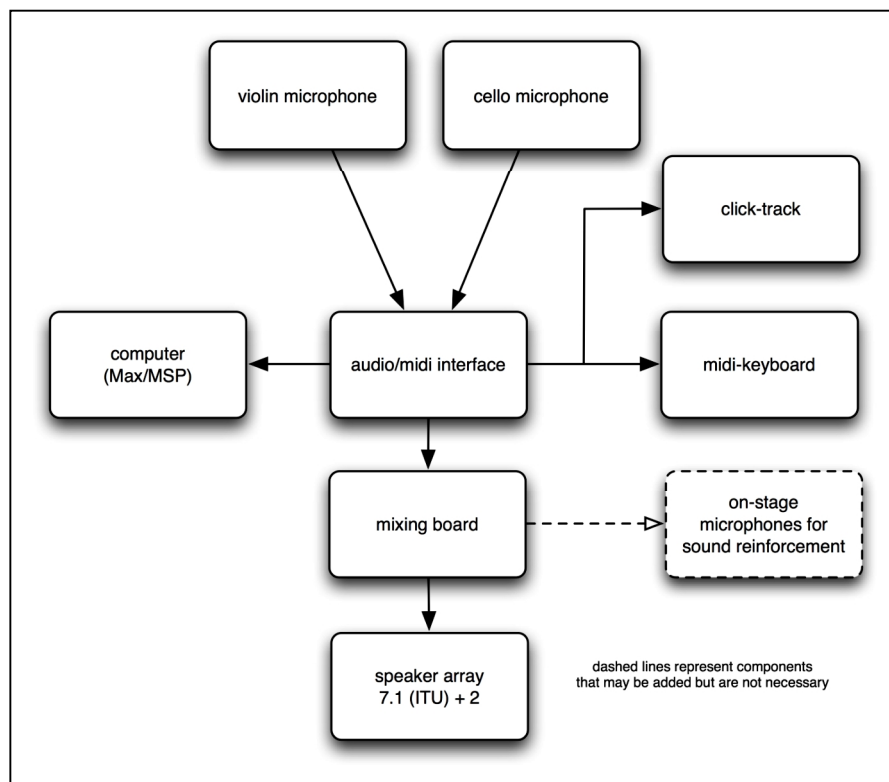 violin microphone
cello microphone
click-track
computer
(Max/MSP)
audio/midi interface
midi-keyboard
mixing board
on-stage
microphones for
sound reinforcement
speaker array
7.1 (ITU) + 2
dashed lines represent components
that may be added but are not necessary